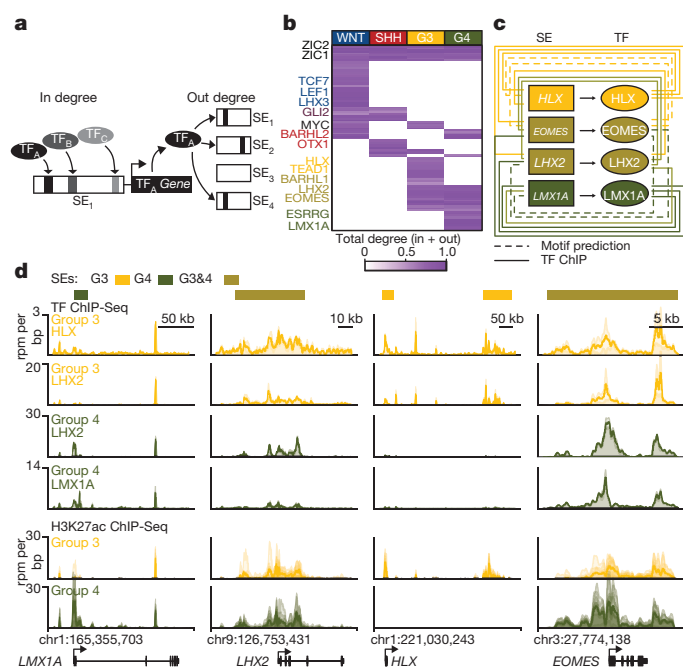 a
In degree
Out degree
TF A
TF B
TF C
TF A
SE 1
SE 2
SE 3
SE 4
TF A Gene
SE 1
b
WNT SHH G3 G4
ZIC2
ZIC1
TCF7
LEF1
LHX3
GLI2
MYC
BARHL2
OTX1
HLX
TEAD1
BARHL1
LHX2
EOMES
ESRRG
LMX1A
Total degree (in + out)
0 0.5 1.0
c
SE TF
HLX HLX
EOMES EOMES
LHX2 LHX2
LMX1A LMX1A
Motif prediction
TF ChIP
d
SEs: G3 G4 G3&4
TF ChIP-Seq
50 kb
10 kb
50 kb
5 kb
rpm per bp
3
Group 3
HLX
20
Group 3
LHX2
30
Group 4
LHX2
14
Group 4
LMX1A
H3K27ac ChIP-Seq
rpm per bp
30
Group 3
30
Group 4
chr1:165,355,703
chr9:126,753,431
chr1:221,030,243
chr3:27,774,138
LMX1A
LHX2
HLX
EOMES